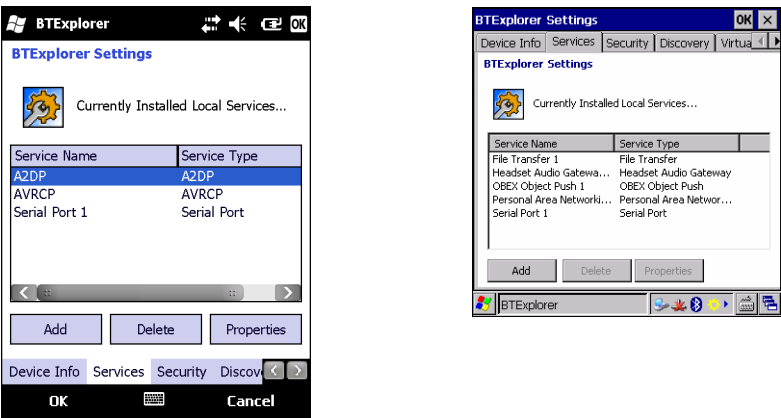 BTExplorer OK
BTExplorer Settings
Currently Installed Local Services...
Service Name Service Type
A2DP A2DP
AVRCP AVRCP
Serial Port 1 Serial Port
Add Delete Properties
Device Info Services Security Discov
OK Cancel
BTExplorer Settings OK
Device Info Services Security Discovery Virtua
BTExplorer Settings
Currently Installed Local Services...
Service Name Service Type
File Transfer 1 File Transfer
Headset Audio Gatewa... Headset Audio Gateway
OBEX Object Push 1 OBEX Object Push
Personal Area Networki... Personal Area Networ...
Serial Port 1 Serial Port
Add Delete Properties
BTExplorer